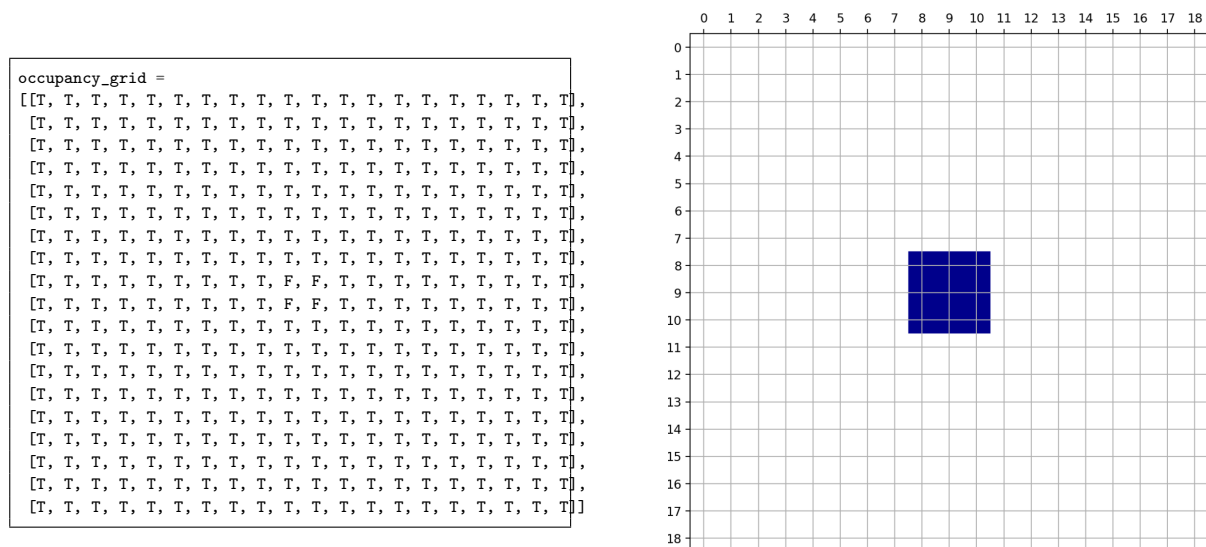 occupancy_grid =
[[T, T, T, T, T, T, T, T, T, T, T, T, T, T, T, T, T, T, T, T],
[T, T, T, T, T, T, T, T, T, T, T, T, T, T, T, T, T, T, T, T],
[T, T, T, T, T, T, T, T, T, T, T, T, T, T, T, T, T, T, T, T],
[T, T, T, T, T, T, T, T, T, T, T, T, T, T, T, T, T, T, T, T],
[T, T, T, T, T, T, T, T, T, T, T, T, T, T, T, T, T, T, T, T],
[T, T, T, T, T, T, T, T, T, T, T, T, T, T, T, T, T, T, T, T],
[T, T, T, T, T, T, T, T, T, T, T, T, T, T, T, T, T, T, T, T],
[T, T, T, T, T, T, T, T, T, T, T, T, T, T, T, T, T, T, T, T],
[T, T, T, T, T, T, T, T, T, F, F, T, T, T, T, T, T, T, T, T],
[T, T, T, T, T, T, T, T, T, F, F, T, T, T, T, T, T, T, T, T],
[T, T, T, T, T, T, T, T, T, T, T, T, T, T, T, T, T, T, T, T],
[T, T, T, T, T, T, T, T, T, T, T, T, T, T, T, T, T, T, T, T],
[T, T, T, T, T, T, T, T, T, T, T, T, T, T, T, T, T, T, T, T],
[T, T, T, T, T, T, T, T, T, T, T, T, T, T, T, T, T, T, T, T],
[T, T, T, T, T, T, T, T, T, T, T, T, T, T, T, T, T, T, T, T],
[T, T, T, T, T, T, T, T, T, T, T, T, T, T, T, T, T, T, T, T],
[T, T, T, T, T, T, T, T, T, T, T, T, T, T, T, T, T, T, T, T],
[T, T, T, T, T, T, T, T, T, T, T, T, T, T, T, T, T, T, T, T],
[T, T, T, T, T, T, T, T, T, T, T, T, T, T, T, T, T, T, T, T]]
0 1 2 3 4 5 6 7 8 9 10 11 12 13 14 15 16 17 18
0
1
2
3
4
5
6
7
8
9
10
11
12
13
14
15
16
17
18